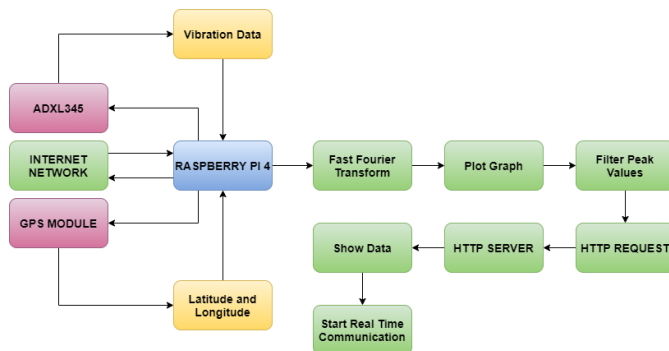 Vibration Data
ADXL345
INTERNET
NETWORK
RASPBERRY PI 4
Fast Fourier
Transform
Plot Graph
Filter Peak
Values
GPS MODULE
Show Data
HTTP SERVER
HTTP REQUEST
Latitude and
Longitude
Start Real Time
Communication